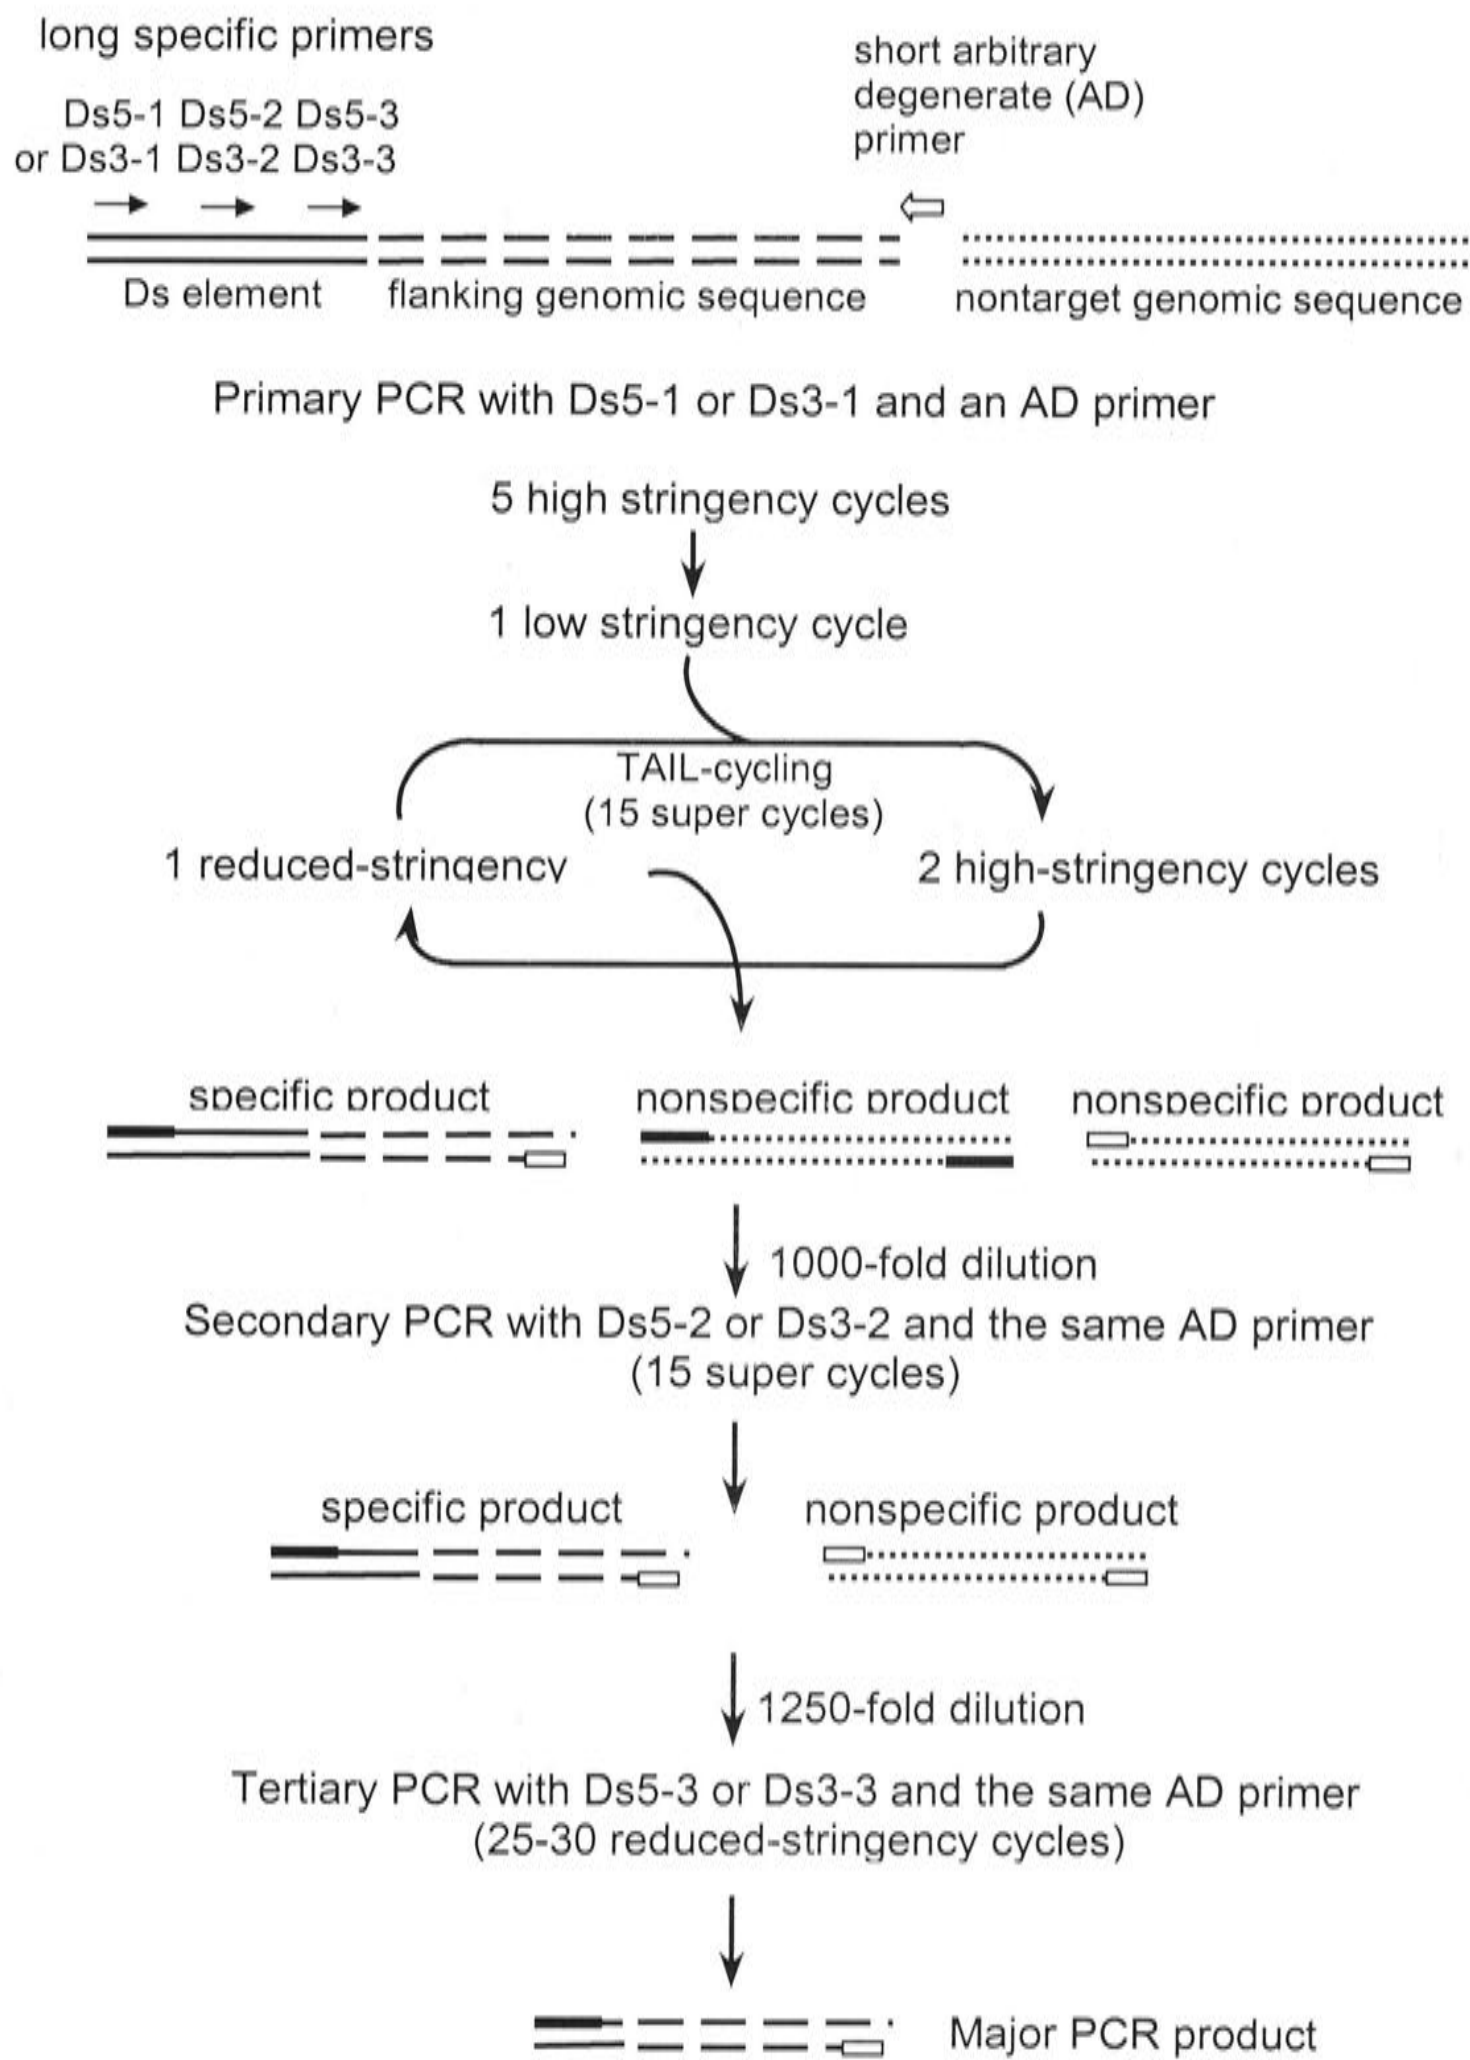 long specific primers
short arbitrary
degenerate (AD)
primer
Ds5-1 Ds5-2 Ds5-3
or Ds3-1 Ds3-2 Ds3-3
Ds element
flanking genomic sequence
nontarget genomic sequence
Primary PCR with Ds5-1 or Ds3-1 and an AD primer
5 high stringency cycles
1 low stringency cycle
TAIL-cycling
(15 super cycles)
1 reduced-stringency
2 high-stringency cycles
specific product
nonspecific product
nonspecific product
1000-fold dilution
Secondary PCR with Ds5-2 or Ds3-2 and the same AD primer
(15 super cycles)
specific product
nonspecific product
1250-fold dilution
Tertiary PCR with Ds5-3 or Ds3-3 and the same AD primer
(25-30 reduced-stringency cycles)
Major PCR product